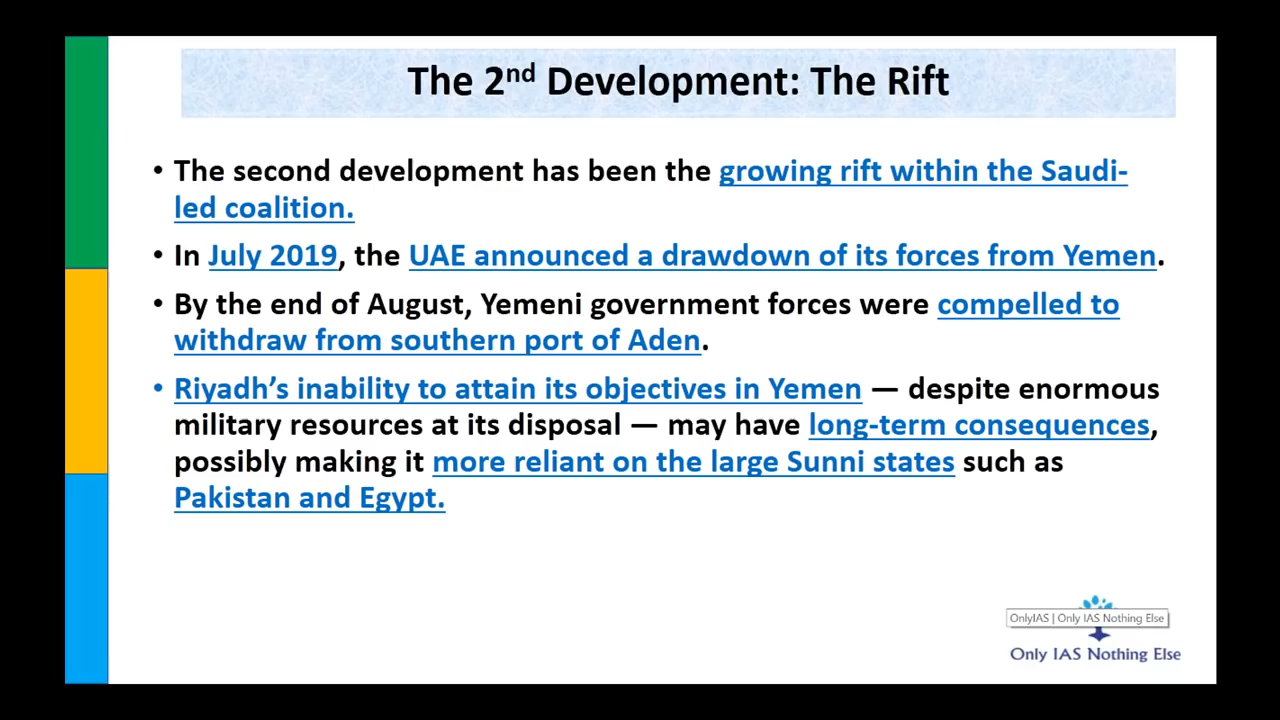 The 2nd Development: The Rift
• The second development has been the growing rift within the Saudi-
led coalition.
• In July 2019, the UAE announced a drawdown of its forces from Yemen.
• By the end of August, Yemeni government forces were compelled to
withdraw from southern port of Aden.
• Riyadh’s inability to attain its objectives in Yemen — despite enormous
military resources at its disposal — may have long-term consequences,
possibly making it more reliant on the large Sunni states such as
Pakistan and Egypt.
OnlyIAS | Only IAS Nothing Else
Only IAS Nothing Else